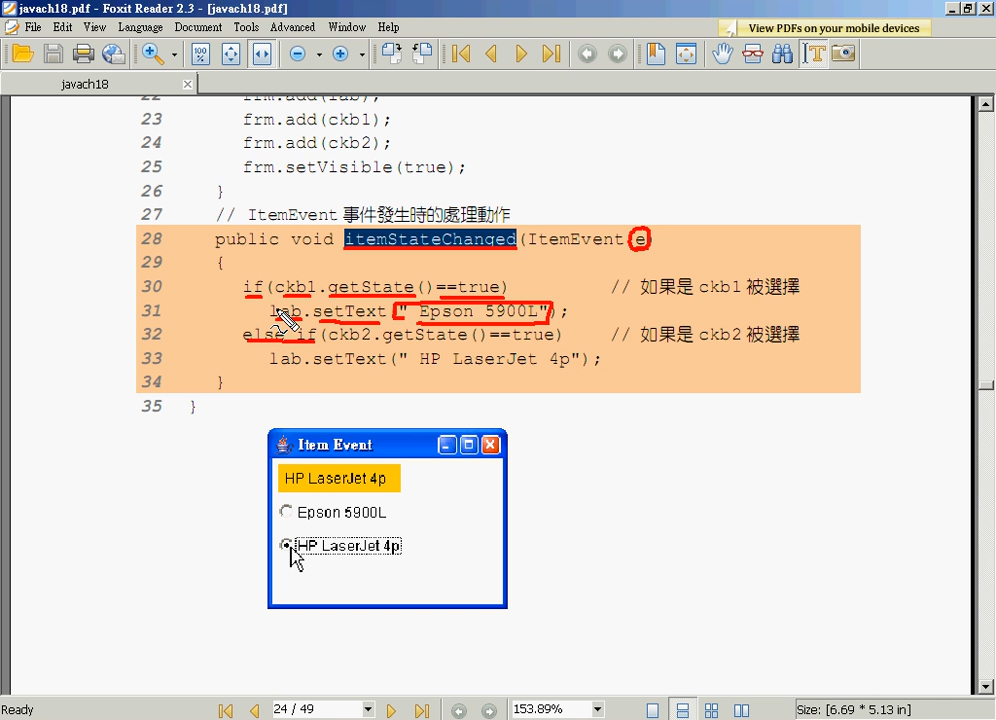 javach18.pdf - Foxit Reader 2.3 - [javach18.pdf]
File Edit View Language Document Tools Advanced Window Help
View PDFs on your mobile devices
100 %
javach18
22 frm.add(lab);
23 frm.add(ckb1);
24 frm.add(ckb2);
25 frm.setVisible(true);
26 }
27 // ItemEvent 事件發生時的處理動作
28 public void itemStateChanged(ItemEvent e)
29 {
30 if(ckb1.getState()==true) // 如果是 ckb1 被選擇
31 lab.setText(" Epson 5900L");
32 else if(ckb2.getState()==true) // 如果是 ckb2 被選擇
33 lab.setText(" HP LaserJet 4p");
34 }
35 }
Item Event
HP LaserJet 4p
Epson 5900L
HP LaserJet 4p
Ready 24 / 49 153.89% Size: [6.69 * 5.13 in]